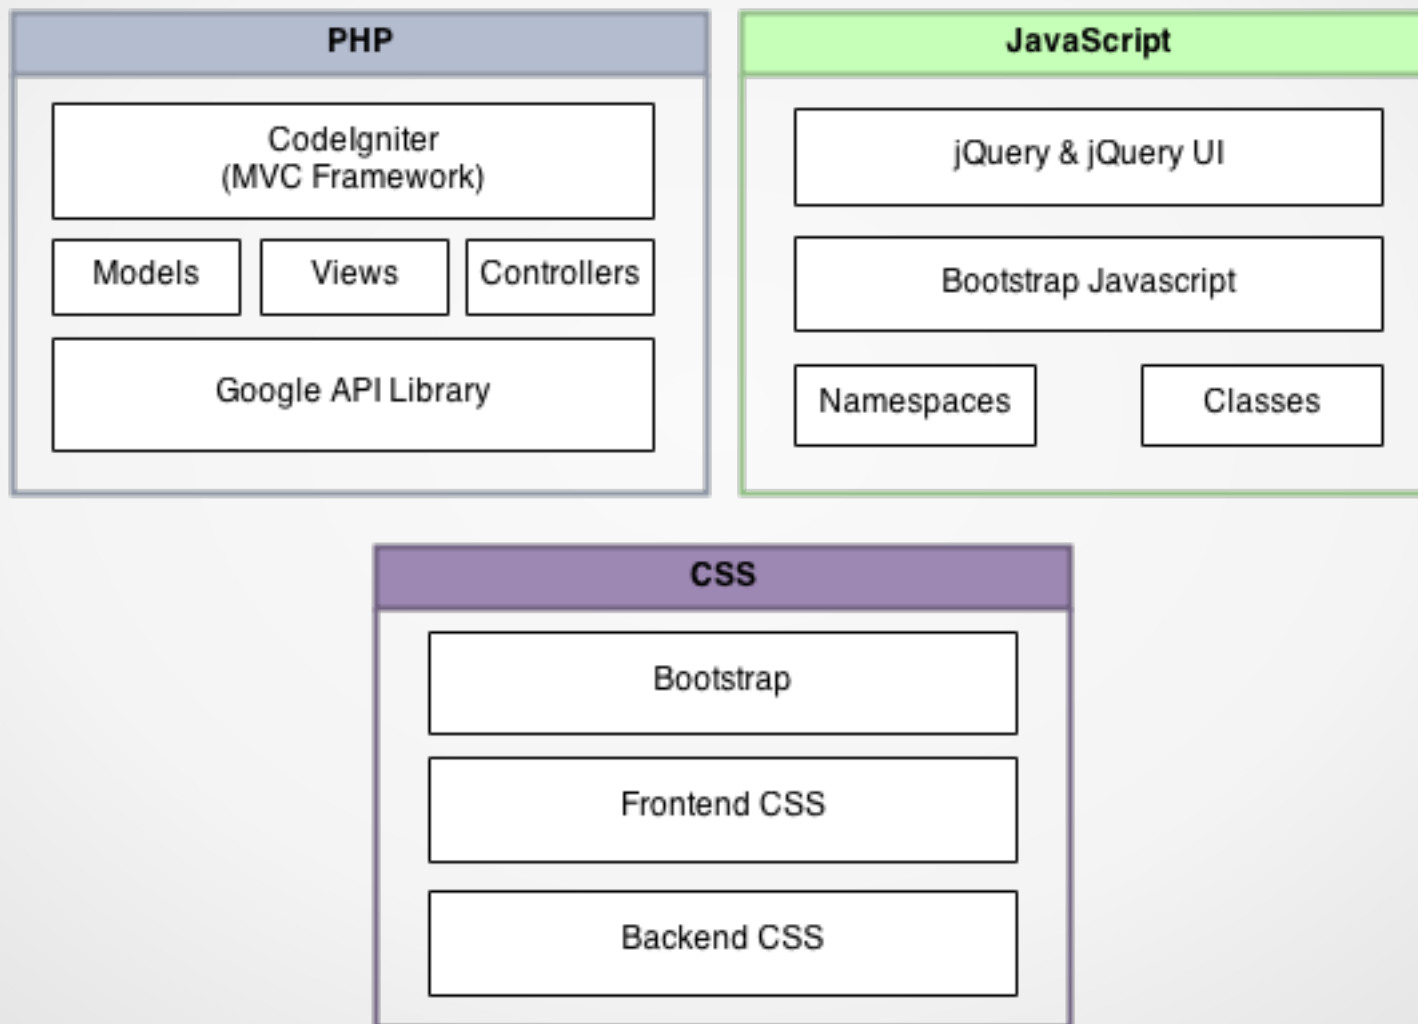 PHP
CodeIgniter
(MVC Framework)
Models
Views
Controllers
Google API Library
JavaScript
jQuery & jQuery UI
Bootstrap Javascript
Namespaces
Classes
CSS
Bootstrap
Frontend CSS
Backend CSS